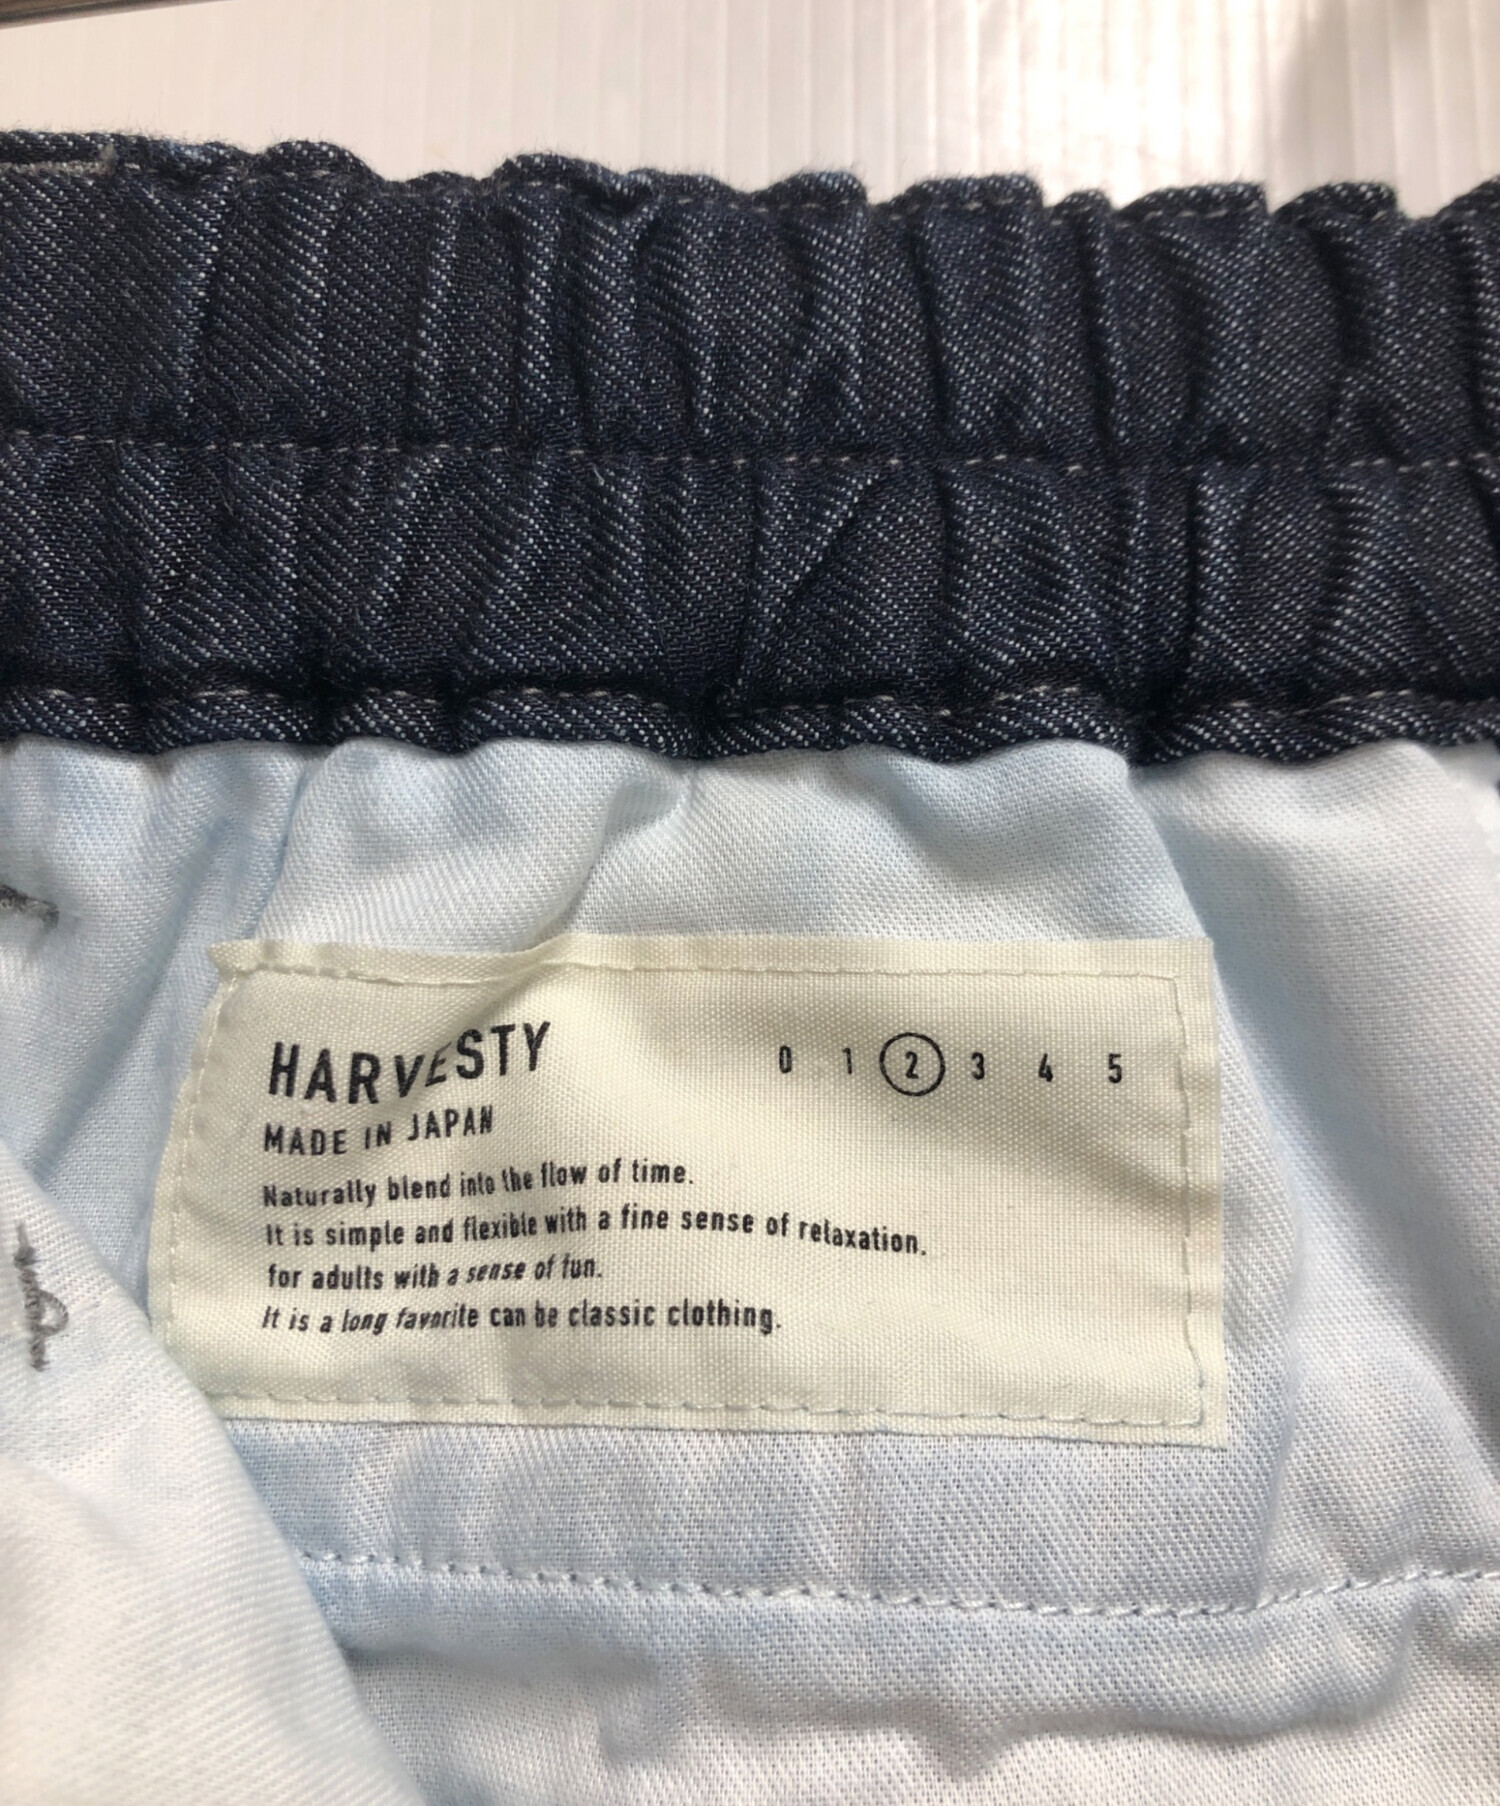 HARVESTY 0 1 2 3 4 5
MADE IN JAPAN
Naturally blend into the flow of time.
It is simple and flexible with a fine sense of relaxation.
for adults with a sense of fun.
It is a long favorite can be classic clothing.